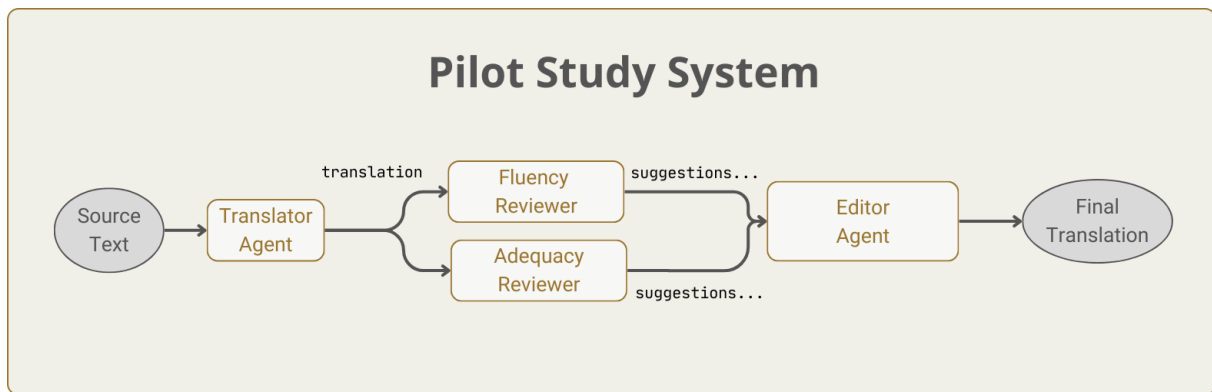 Pilot Study System
Source
Text
Translator
Agent
translation
Fluency
Reviewer
Adequacy
Reviewer
suggestions...
suggestions...
Editor
Agent
Final
Translation